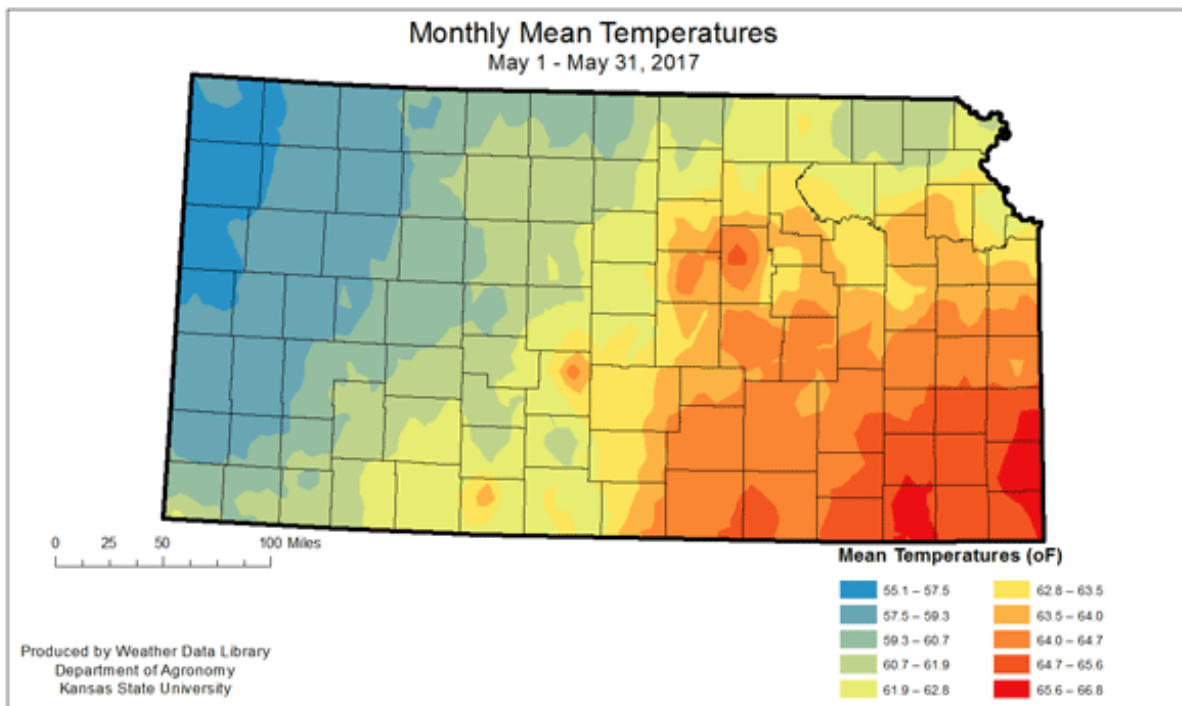 Monthly Mean Temperatures
May 1 - May 31, 2017
0 25 50 100 Miles
Mean Temperatures (oF)
55.1 – 57.5
57.5 – 59.3
59.3 – 60.7
60.7 – 61.9
61.9 – 62.8
62.8 – 63.5
63.5 – 64.0
64.0 – 64.7
64.7 – 65.6
65.6 – 66.8
Produced by Weather Data Library
Department of Agronomy
Kansas State University